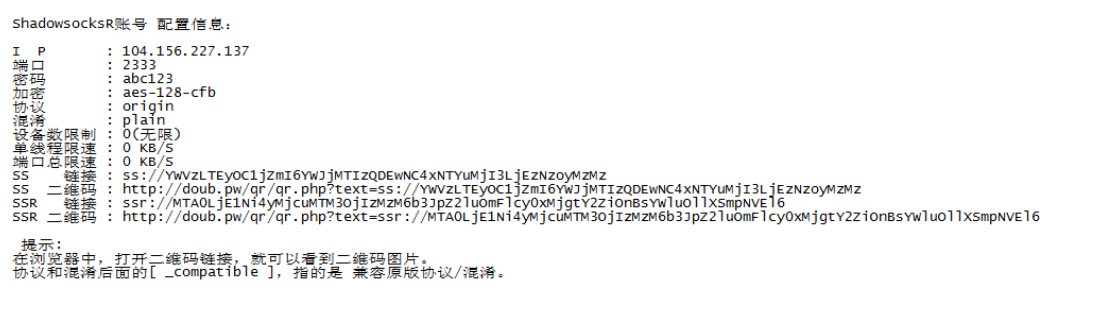 ShadowsocksR账号 配置信息：
I  P       : 104.156.227.137
端口       : 2333
密码       : abc123
加密       : aes-128-cfb
协议       : origin
混淆       : plain
设备数限制 : 0(无限)
单线程限速 : 0 KB/S
端口总限速 : 0 KB/S
SS    链接 : ss://YWVzLTEyOC1jZmI6YWJjMTIzQDEwNC4xNTYuMjI3LjEzNzoyMzMz
SS  二维码 : http://doub.pw/qr/qr.php?text=ss://YWVzLTEyOC1jZmI6YWJjMTIzQDEwNC4xNTYuMjI3LjEzNzoyMzMz
SSR   链接 : ssr://MTA0LjE1Ni4yMjcuMTM3OjIzMzM6b3JpZ2luOmFlcy0xMjgtY2ZiOnBsYWluOllXSmpNVEl6
SSR 二维码 : http://doub.pw/qr/qr.php?text=ssr://MTA0LjE1Ni4yMjcuMTM3OjIzMzM6b3JpZ2luOmFlcy0xMjgtY2ZiOnBsYWluOllXSmpNVEl6
提示:
在浏览器中，打开二维码链接，就可以看到二维码图片。
协议和混淆后面的[ _compatible ]，指的是 兼容原版协议/混淆。